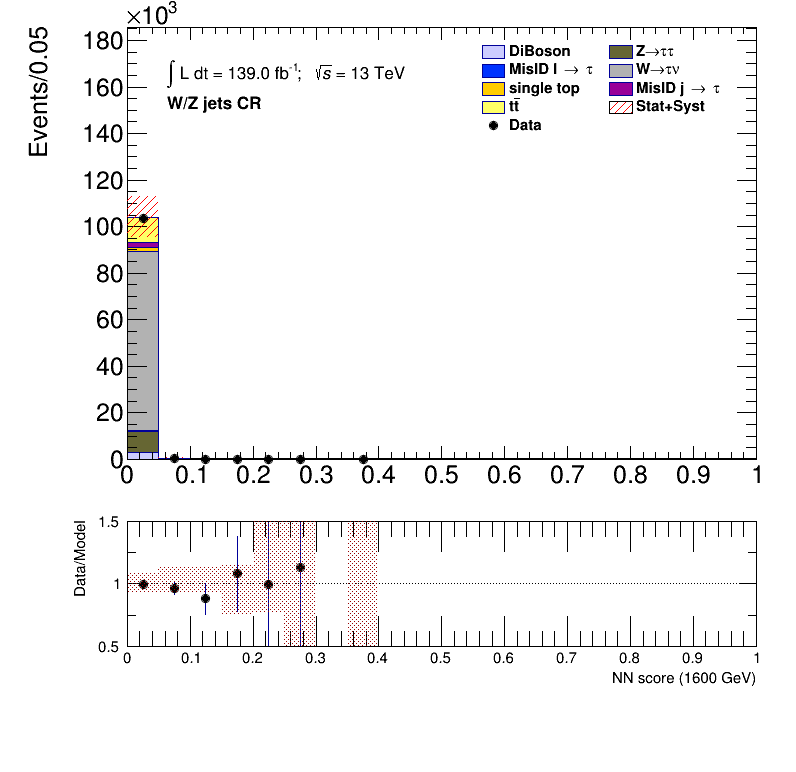 ×10³
Events/0.05
180
160
140
120
100
80
60
40
20
0
∫ L dt = 139.0 fb⁻¹; √s = 13 TeV
W/Z jets CR
DiBoson
MisID l → τ
single top
tt̄
Data
Z→ττ
W→τν
MisID j → τ
Stat+Syst
0 0.1 0.2 0.3 0.4 0.5 0.6 0.7 0.8 0.9 1
Data/Model
1.5
1
0.5
0 0.1 0.2 0.3 0.4 0.5 0.6 0.7 0.8 0.9 1
NN score (1600 GeV)